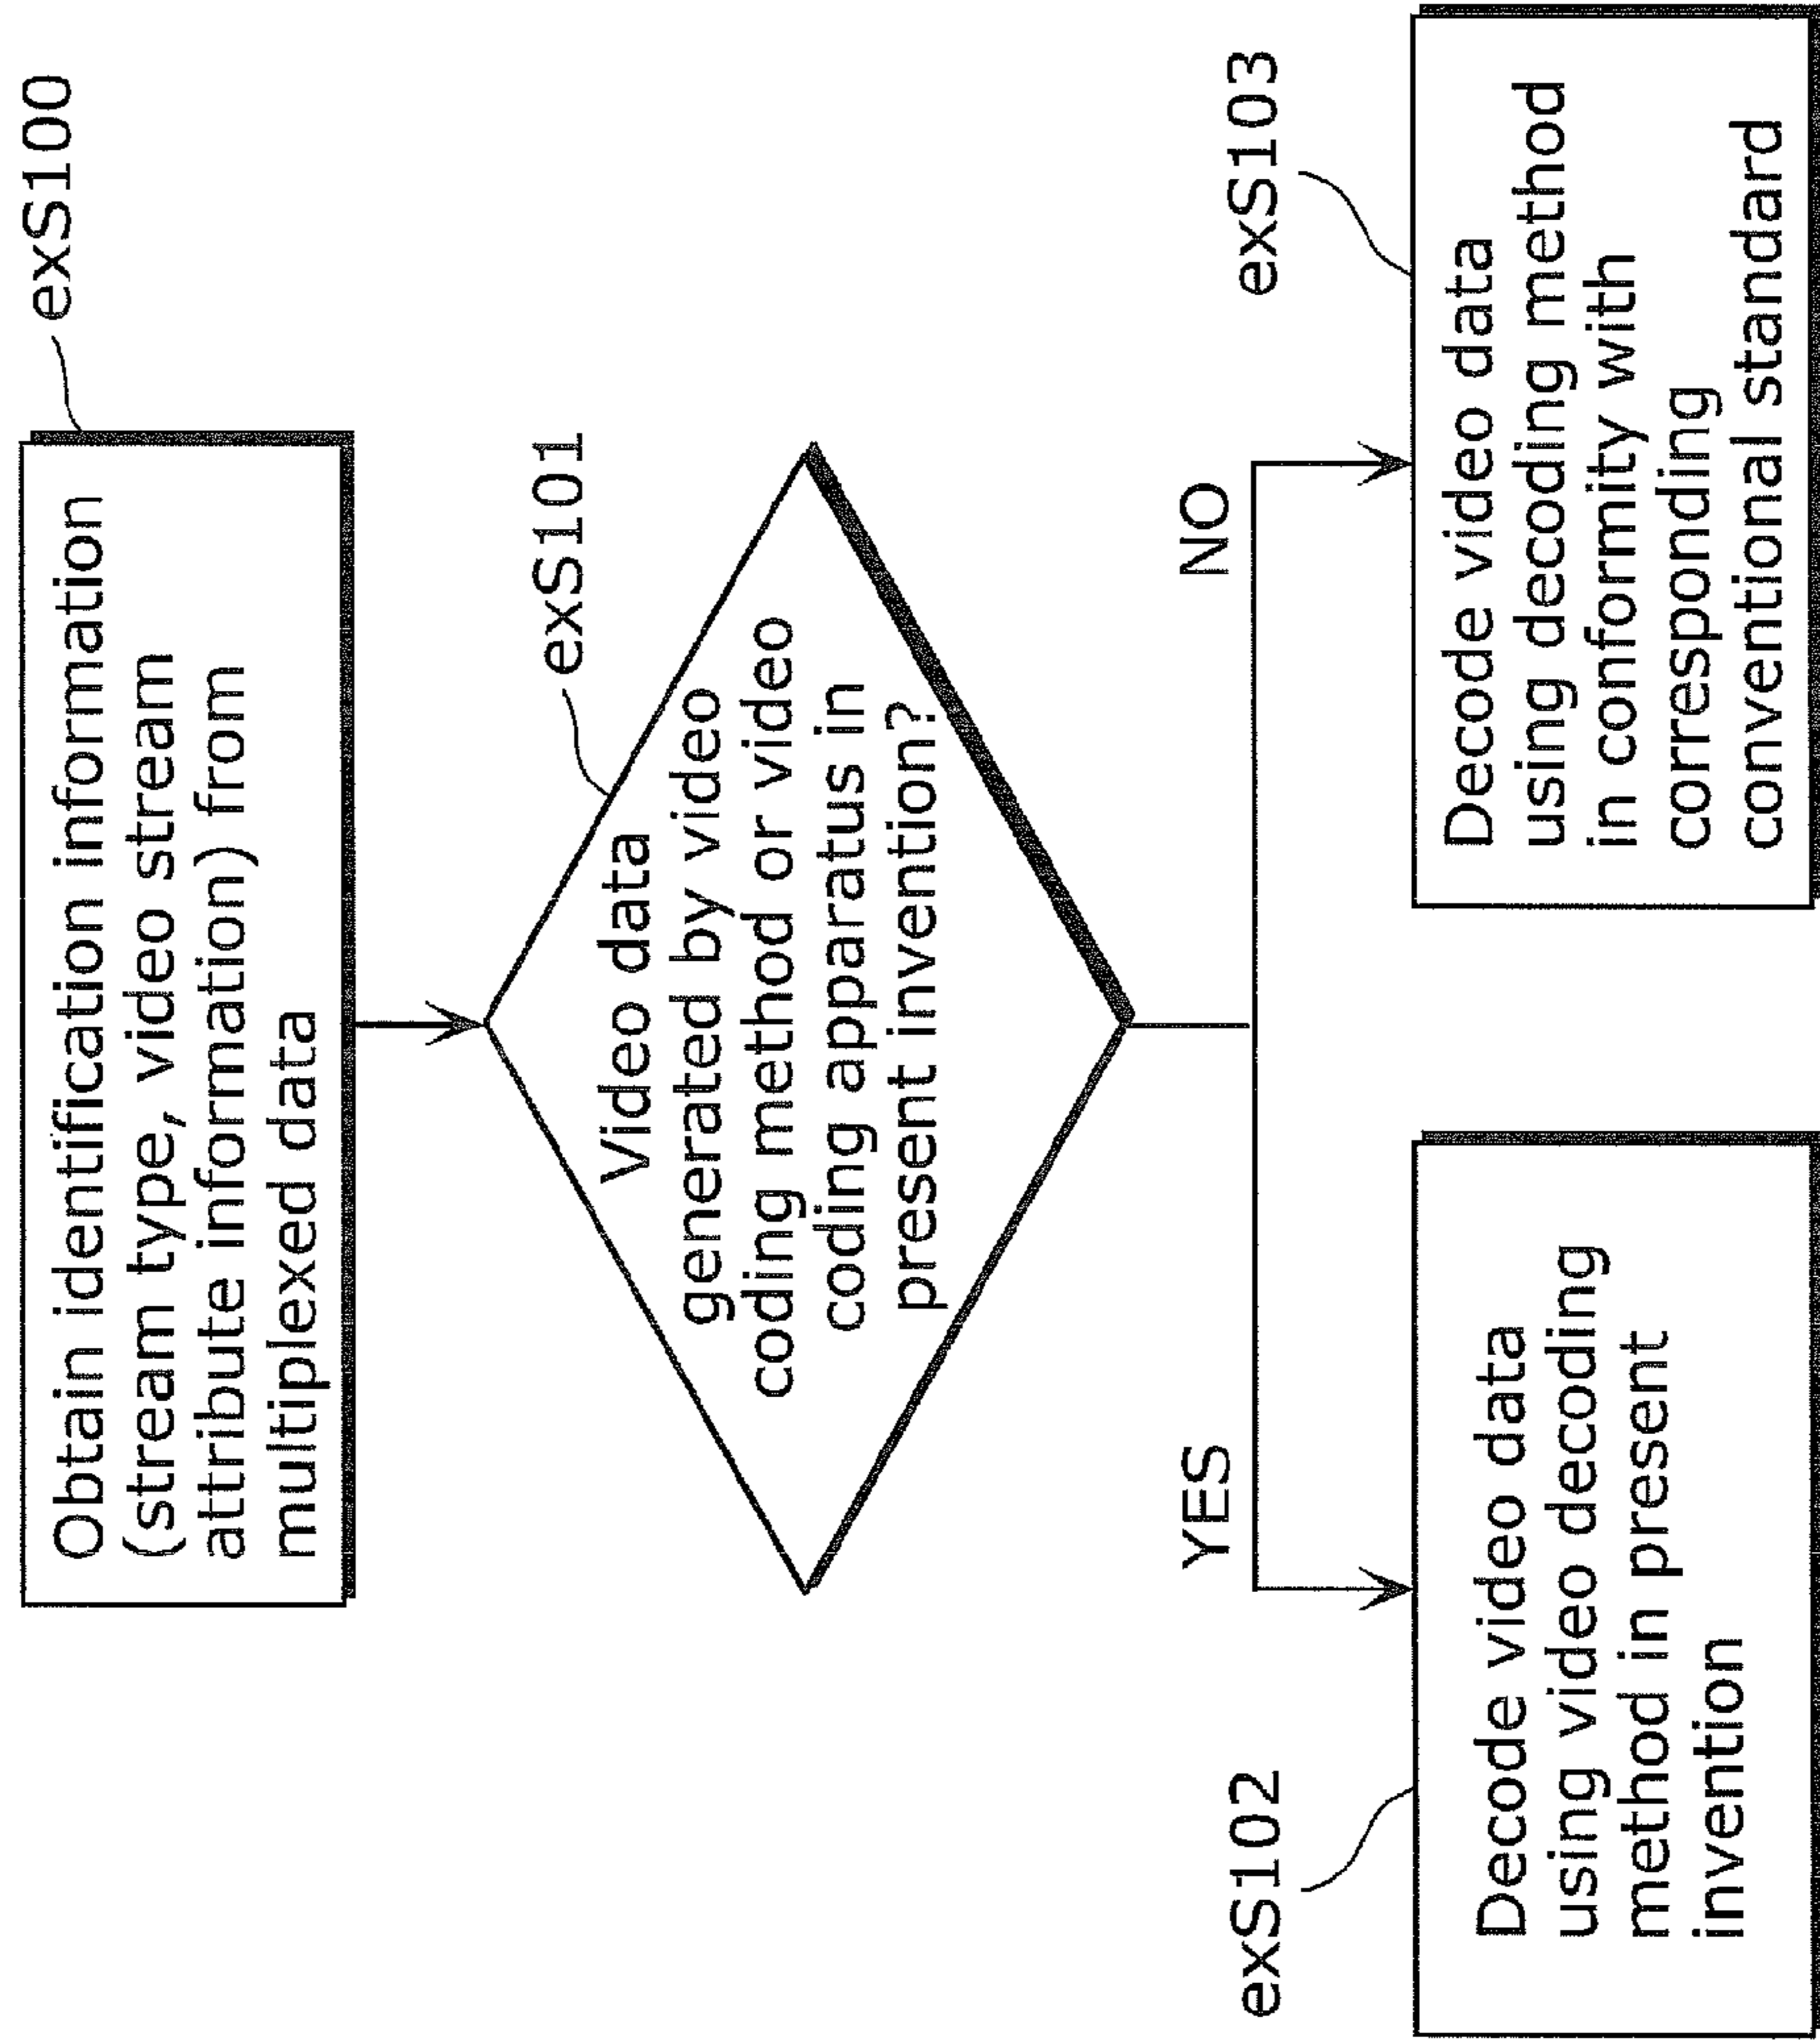 exS100
Obtain identification information
(stream type, video stream
attribute information) from
multiplexed data
exS101
Video data
generated by video
coding method or video
coding apparatus in
present invention?
YES
NO
exS102
Decode video data
using video decoding
method in present
invention
exS103
Decode video data
using decoding method
in conformity with
corresponding
conventional standard